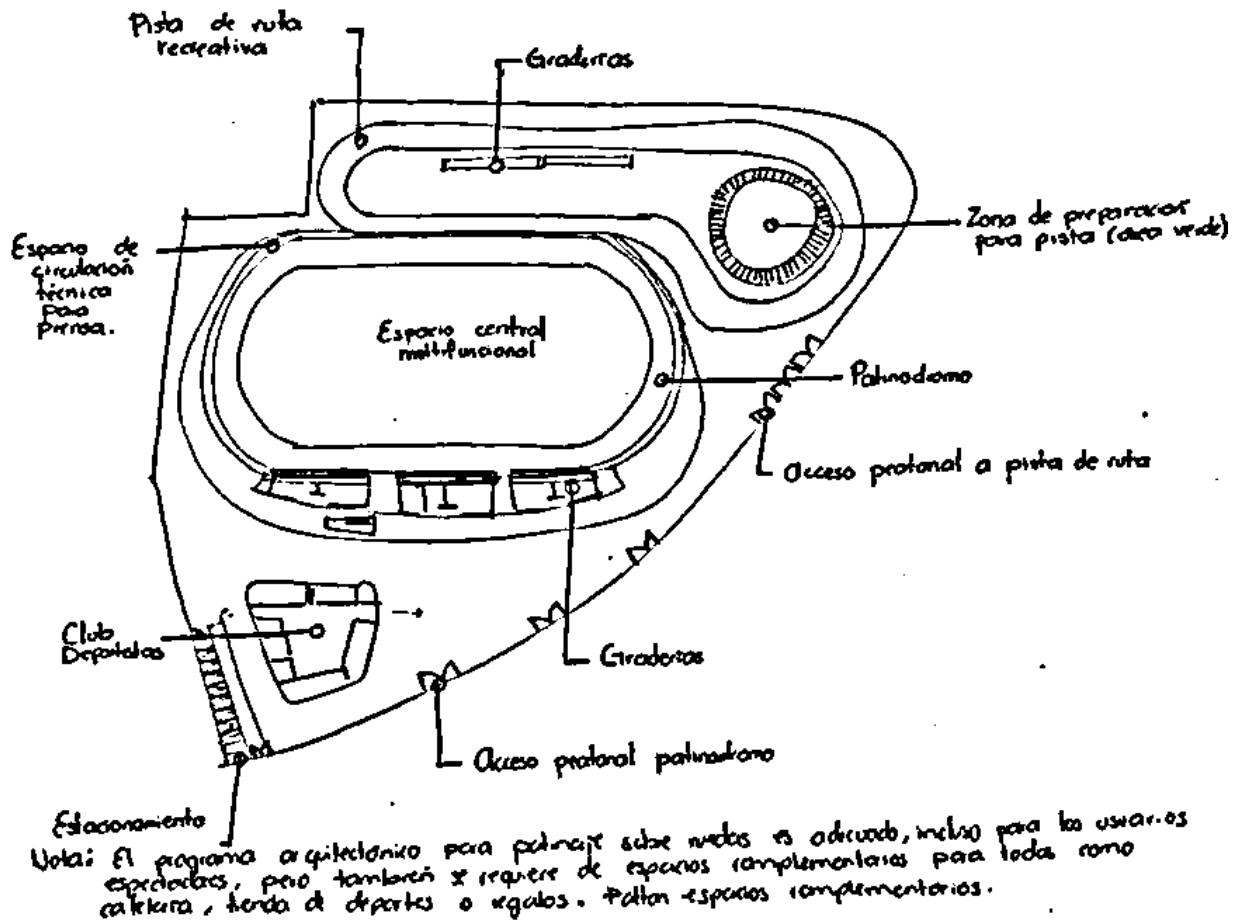 Pista de ruta
recreativa
Graderías
Zona de preparación
para pista (área verde)
Espacio de
circulación
técnica
para
prensa.
Espacio central
multifuncional
Patinodromo
Acceso peatonal a pista de ruta
Club
Deportistas
Graderías
Acceso peatonal patinodromo
Estacionamiento
Nota: El programa arquitectónico para patinaje sobre ruedas es adecuado, incluso para los usuarios
espectadores, pero también se requiere de espacios complementarios para todos como
cafetería, tienda de deportes o regalos. Faltan espacios complementarios.